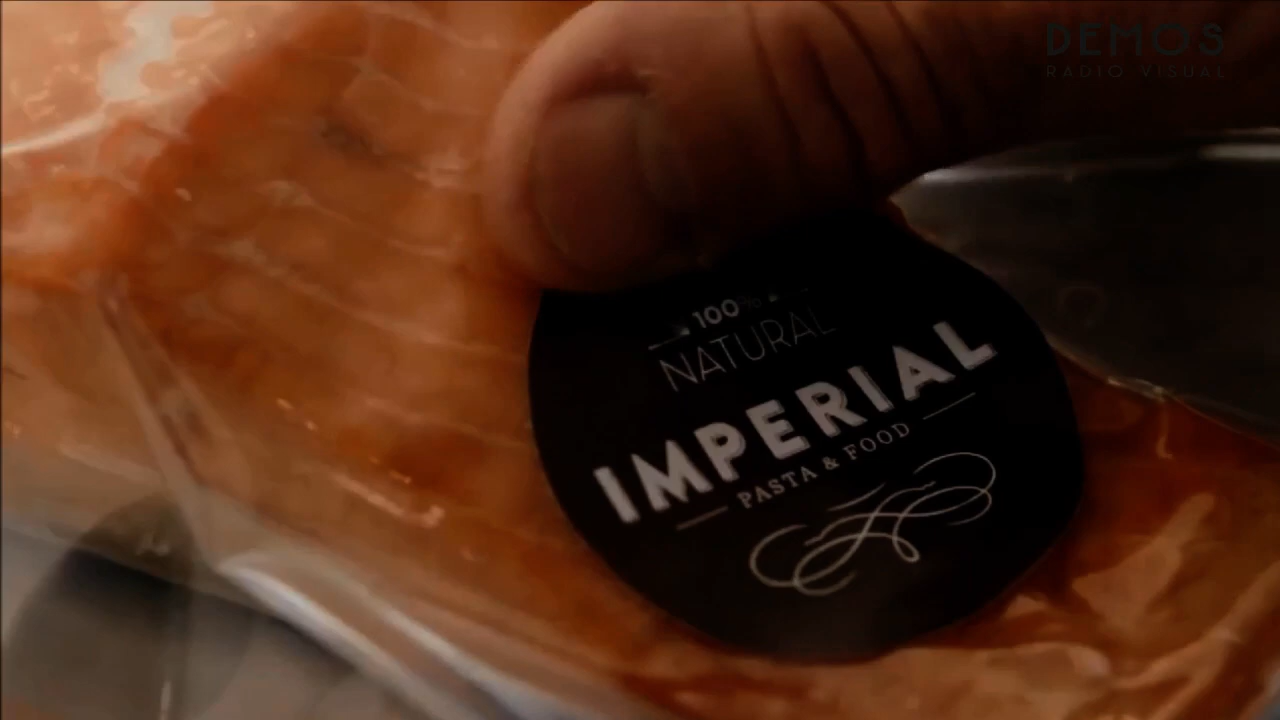 DEMOS
RADIO VISUAL
100%
NATURAL
IMPERIAL
PASTA & FOOD